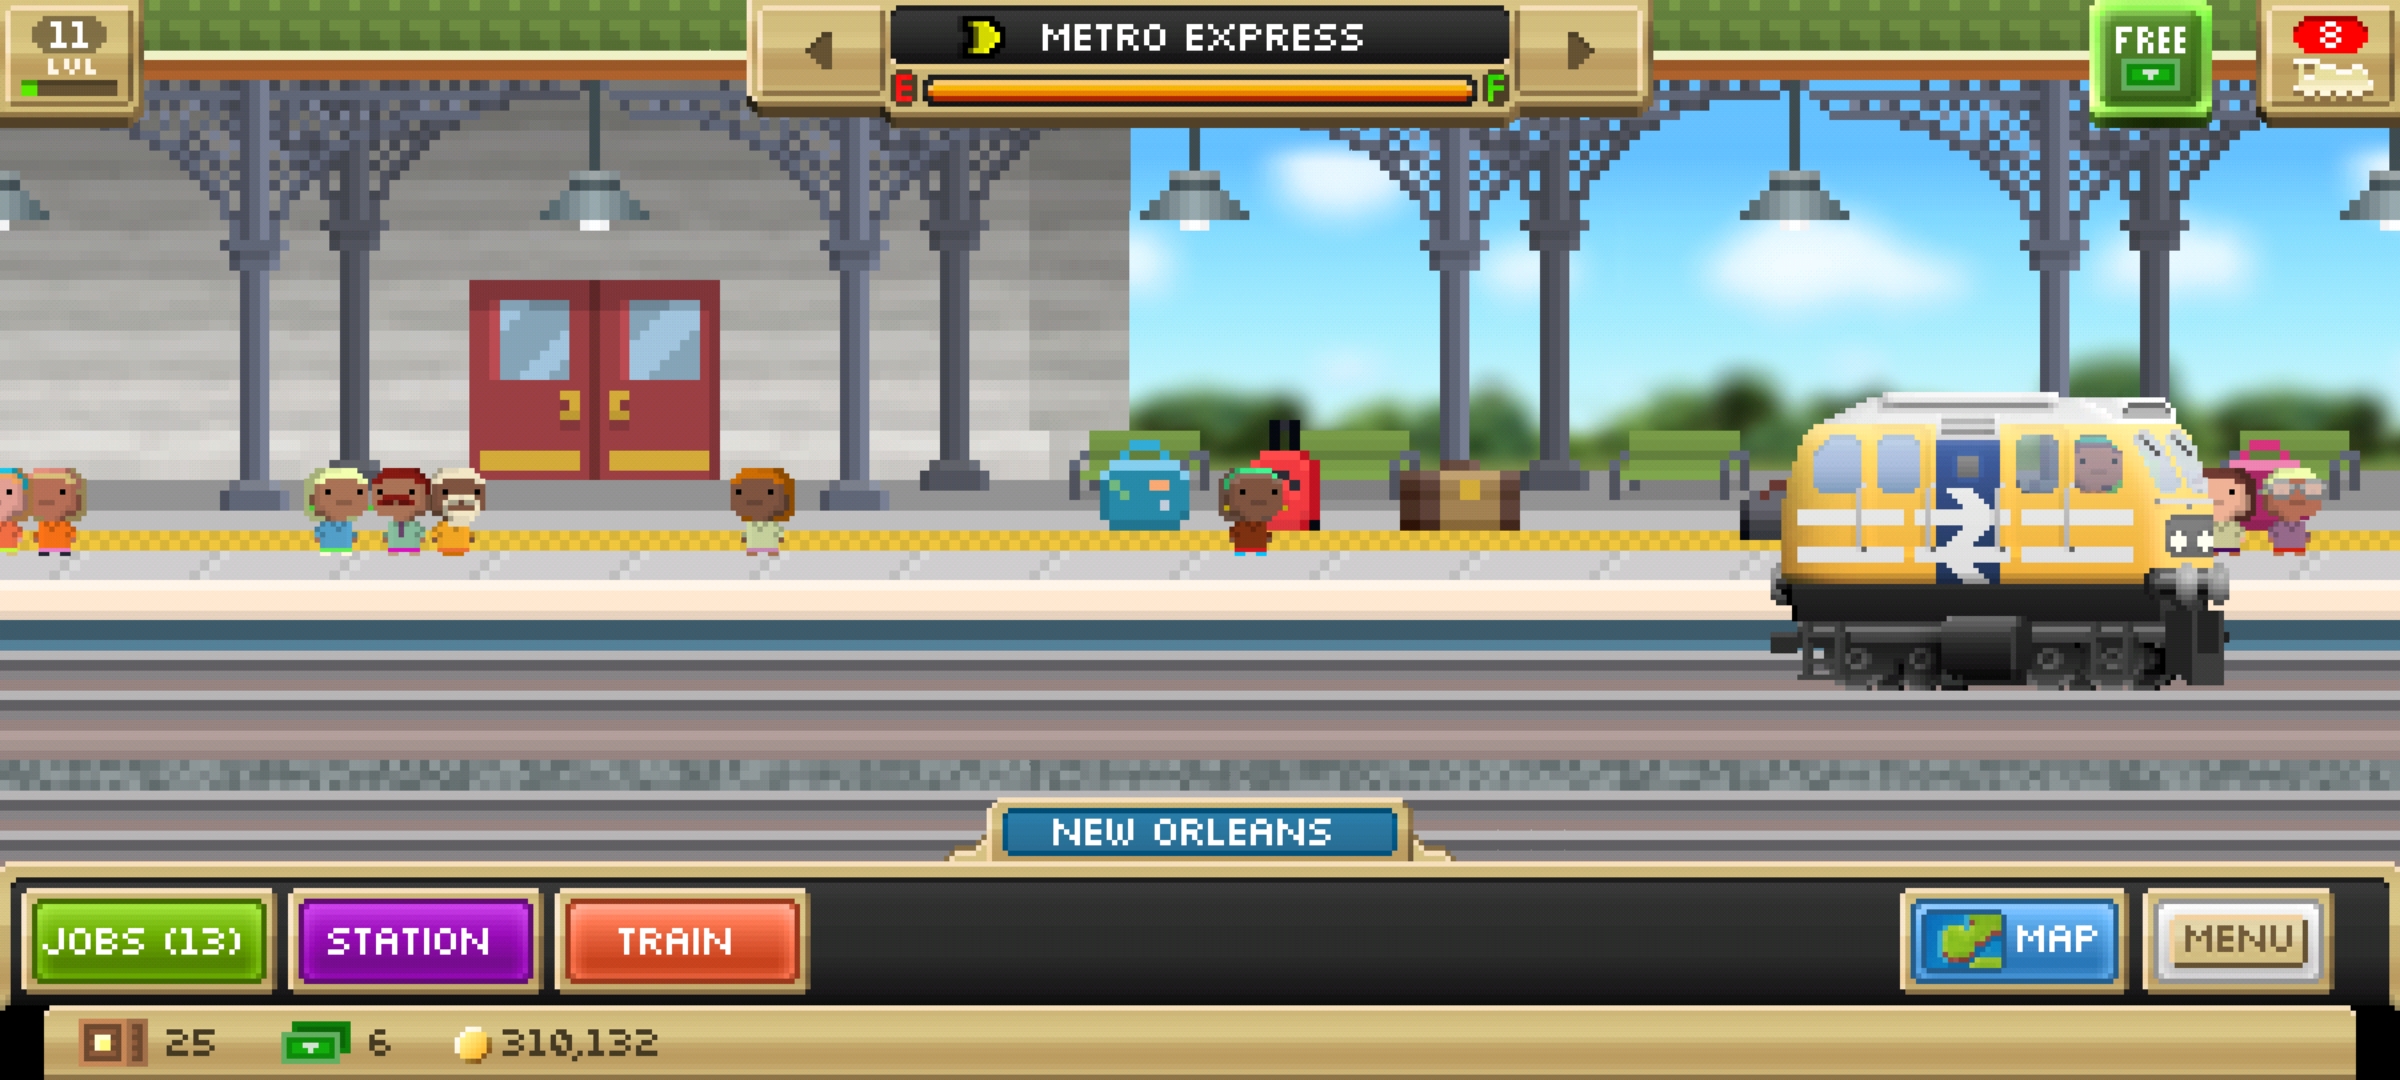 11
LVL
METRO EXPRESS
E F
FREE
8
NEW ORLEANS
JOBS (13)
STATION
TRAIN
MAP
MENU
25
6
310,132